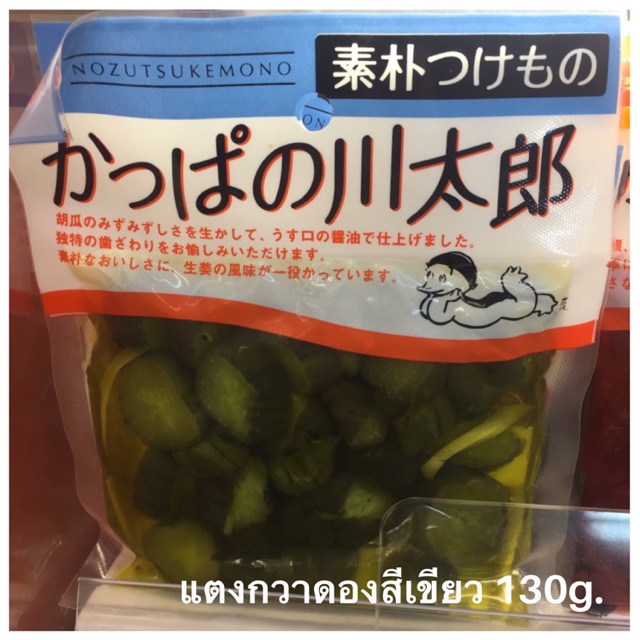 NOZUTSUKEMONO
素朴つけもの
ON
かっぱの川太郎
胡瓜のみずみずしさを生かして、うす口の醤油で仕上げました。
独特の歯ざわりをお愉しみいただけます。
素朴なおいしさに、生姜の風味が一役かっています。
แตงกวาดองสีเขียว 130g.